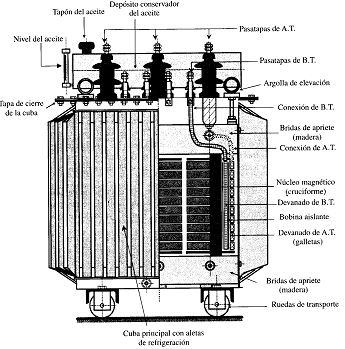 Depósito conservador
del aceite
Tapón del aceite
Pasatapas de A.T.
Nivel del aceite
Pasatapas de B.T.
Argolla de elevación
Tapa de cierre
de la cuba
Conexión de B.T.
Bridas de apriete
(madera)
Conexión de A.T.
Núcleo magnético
(cruciforme)
Devanado de B.T.
Bobina aislante
Devanado de A.T.
(galletas)
Bridas de apriete
(madera)
Ruedas de transporte
Cuba principal con aletas
de refrigeración